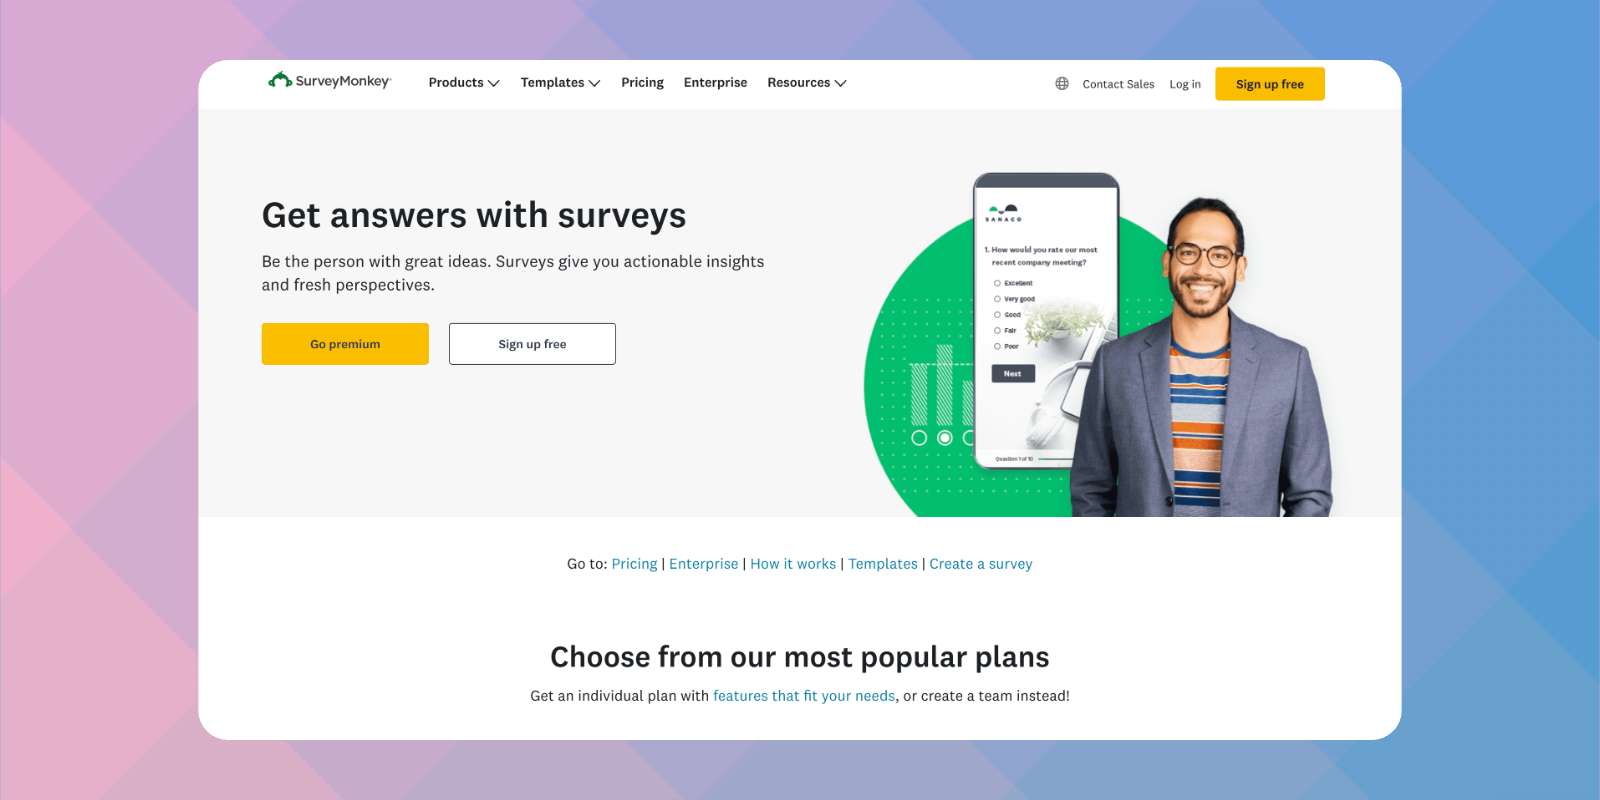 SurveyMonkey
Products Templates Pricing Enterprise Resources
Contact Sales Log in Sign up free
Get answers with surveys
Be the person with great ideas. Surveys give you actionable insights
and fresh perspectives.
Go premium Sign up free
SANACO
1. How would you rate our most
recent company meeting?
Excellent
Very good
Good
Fair
Poor
Next
Question 1 of 10
Go to: Pricing | Enterprise | How it works | Templates | Create a survey
Choose from our most popular plans
Get an individual plan with features that fit your needs, or create a team instead!